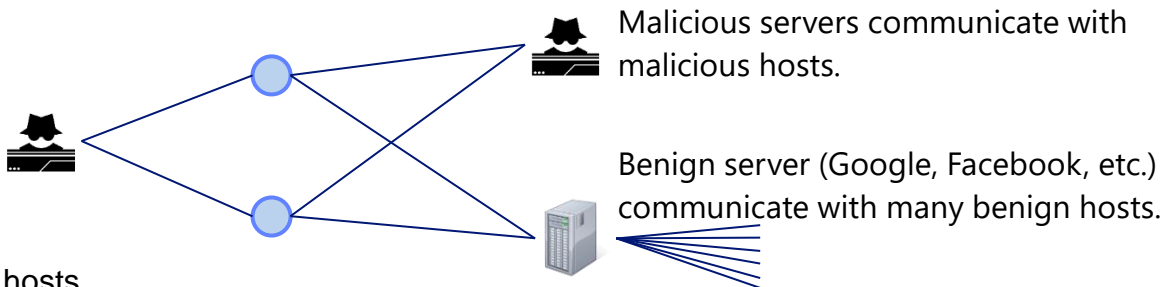 Malicious servers communicate with
malicious hosts.
Benign server (Google, Facebook, etc.)
communicate with many benign hosts.
hosts